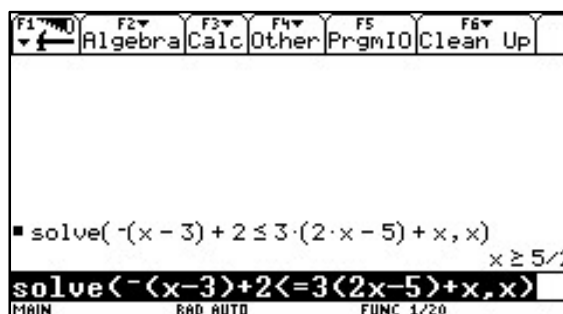 F1 F2 F3 F4 F5 F6
Algebra Calc Other PrgmIO Clean Up
solve(⁻(x − 3) + 2 ≤ 3·(2·x − 5) + x, x)
x ≥ 5/2
solve(⁻(x-3)+2<=3(2x-5)+x,x)
MAIN RAD AUTO FUNC 1/20